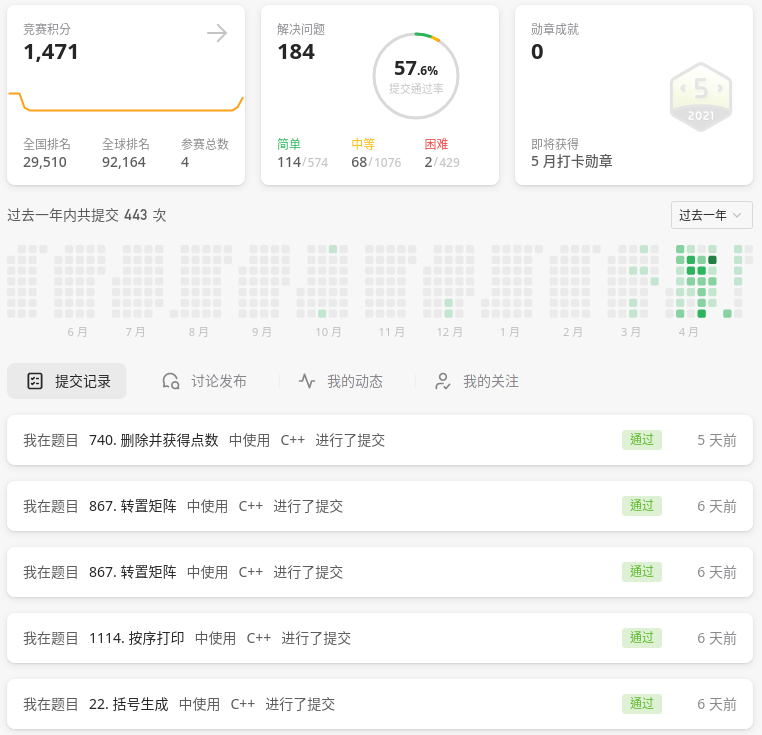 竞赛积分
1,471
全国排名 全球排名 参赛总数
29,510 92,164 4
解决问题
184
57.6%
提交通过率
简单 中等 困难
114/574 68/1076 2/429
勋章成就
0
5
2021
即将获得
5 月打卡勋章
过去一年内共提交 443 次
过去一年
6 月 7 月 8 月 9 月 10 月 11 月 12 月 1 月 2 月 3 月 4 月
提交记录 讨论发布 我的动态 我的关注
我在题目 740. 删除并获得点数 中使用 C++ 进行了提交 通过 5 天前
我在题目 867. 转置矩阵 中使用 C++ 进行了提交 通过 6 天前
我在题目 867. 转置矩阵 中使用 C++ 进行了提交 通过 6 天前
我在题目 1114. 按序打印 中使用 C++ 进行了提交 通过 6 天前
我在题目 22. 括号生成 中使用 C++ 进行了提交 通过 6 天前